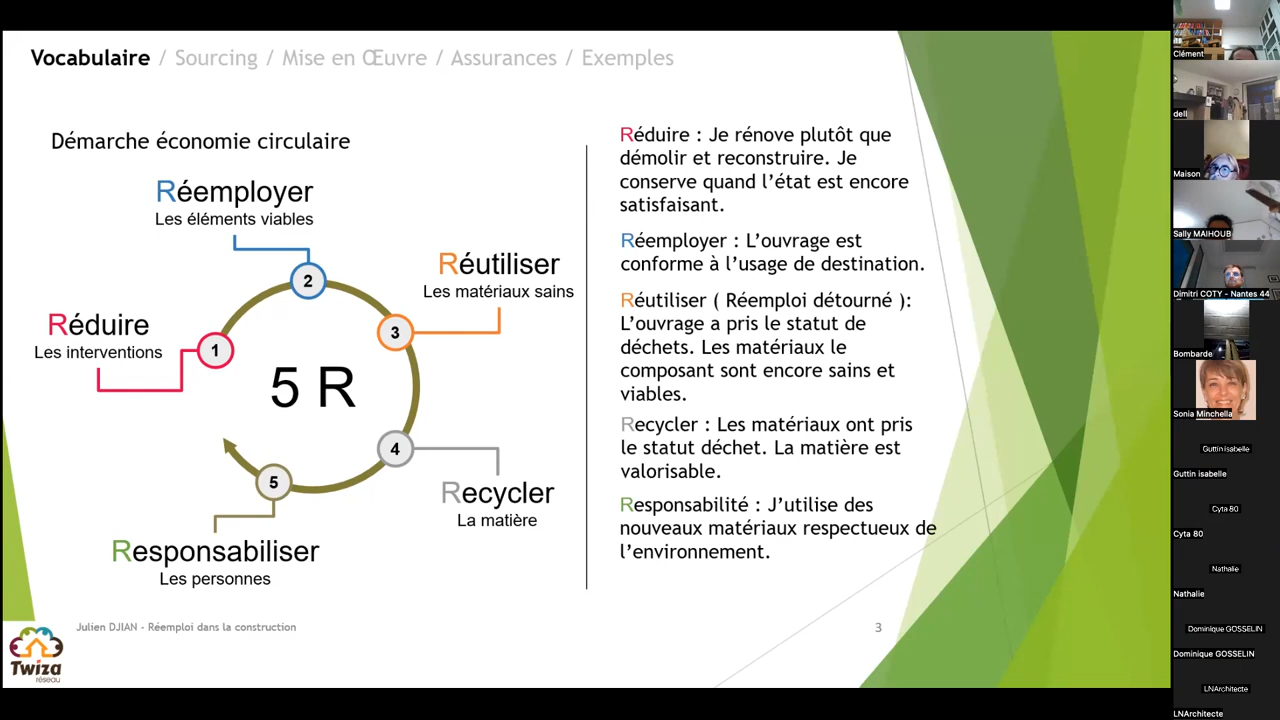 Vocabulaire / Sourcing / Mise en Œuvre / Assurances / Exemples
Démarche économie circulaire
Réemployer
Les éléments viables
Réutiliser
Les matériaux sains
Réduire
Les interventions
1
2
3
4
5
5 R
Recycler
La matière
Responsabiliser
Les personnes
Réduire : Je rénove plutôt que
démolir et reconstruire. Je
conserve quand l’état est encore
satisfaisant.
Réemployer : L’ouvrage est
conforme à l’usage de destination.
Réutiliser ( Réemploi détourné ):
L’ouvrage a pris le statut de
déchets. Les matériaux le
composant sont encore sains et
viables.
Recycler : Les matériaux ont pris
le statut déchet. La matière est
valorisable.
Responsabilité : J’utilise des
nouveaux matériaux respectueux de
l’environnement.
Julien DJIAN - Réemploi dans la construction
3
Twiza
réseau
Clément
dell
Maison
Sally MAIHOUB
Dimitri COTY - Nantes 44
Bombarde
Sonia Minchella
Guttin isabelle
Guttin isabelle
Cyta 80
Cyta 80
Nathalie
Nathalie
Dominique GOSSELIN
Dominique GOSSELIN
LNArchitecte
LNArchitecte